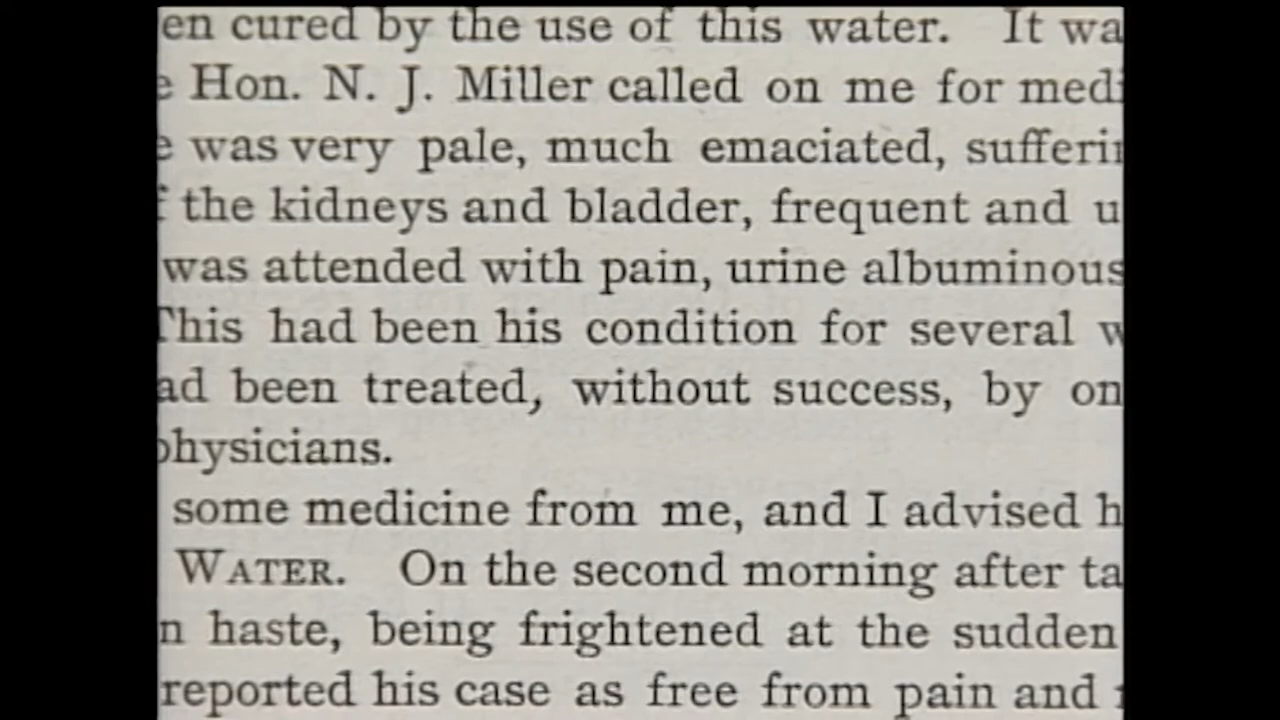 en cured by the use of this water. It wa
e Hon. N. J. Miller called on me for medi
e was very pale, much emaciated, sufferin
f the kidneys and bladder, frequent and u
was attended with pain, urine albuminous
This had been his condition for several w
ad been treated, without success, by on
physicians.
some medicine from me, and I advised h
WATER. On the second morning after ta
n haste, being frightened at the sudden
reported his case as free from pain and